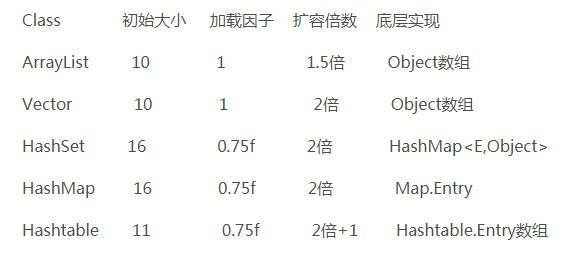 Class 初始大小 加载因子 扩容倍数 底层实现
ArrayList 10 1 1.5倍 Object数组
Vector 10 1 2倍 Object数组
HashSet 16 0.75f 2倍 HashMap<E,Object>
HashMap 16 0.75f 2倍 Map.Entry
Hashtable 11 0.75f 2倍+1 Hashtable.Entry数组